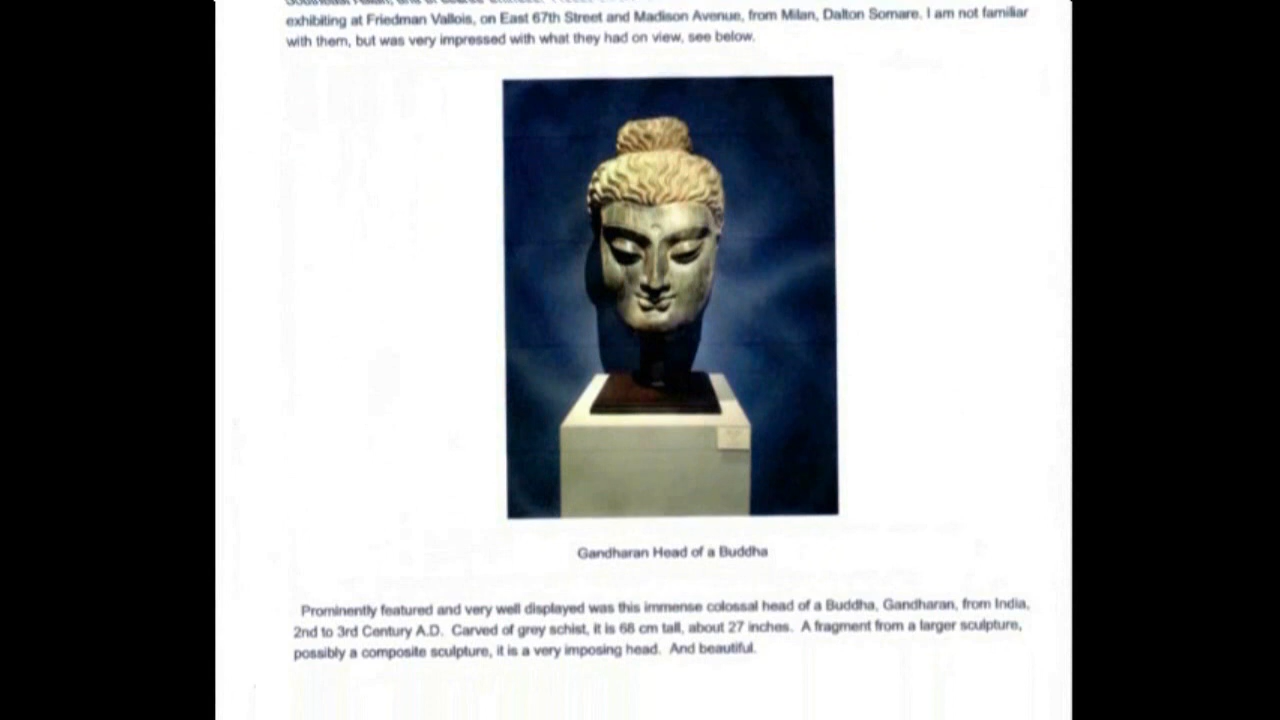 exhibiting at Friedman Vallois, on East 67th Street and Madison Avenue, from Milan, Dalton Somare. I am not familiar
with them, but was very impressed with what they had on view, see below.
Gandharan Head of a Buddha
Prominently featured and very well displayed was this immense colossal head of a Buddha, Gandharan, from India,
2nd to 3rd Century A.D. Carved of grey schist, it is 68 cm tall, about 27 inches. A fragment from a larger sculpture,
possibly a composite sculpture, it is a very imposing head. And beautiful.